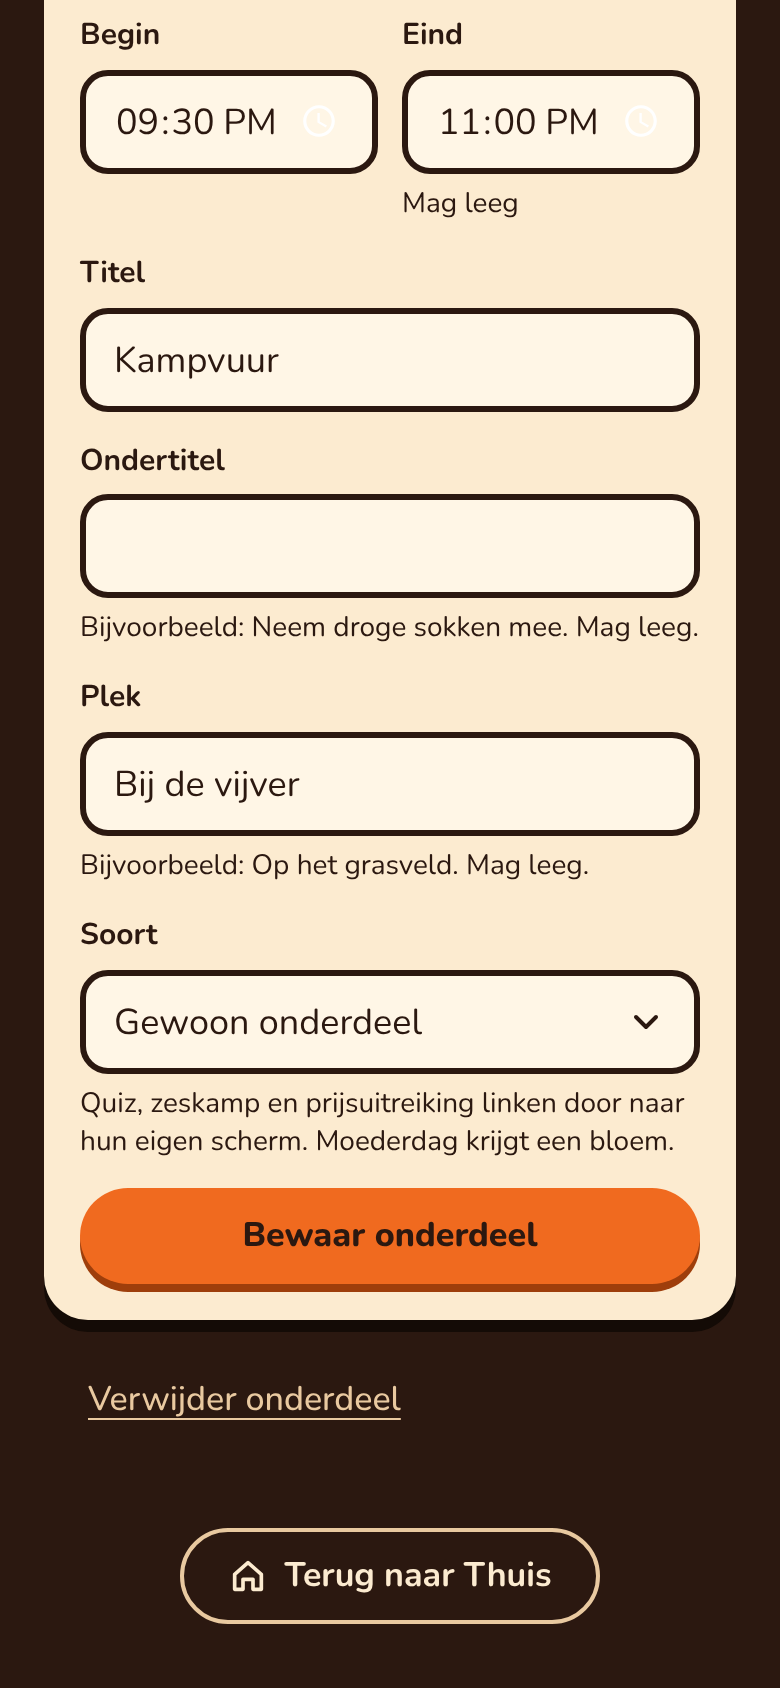 Begin
Eind
09:30 PM
11:00 PM
Mag leeg
Titel
Kampvuur
Ondertitel
Bijvoorbeeld: Neem droge sokken mee. Mag leeg.
Plek
Bij de vijver
Bijvoorbeeld: Op het grasveld. Mag leeg.
Soort
Gewoon onderdeel
Quiz, zeskamp en prijsuitreiking linken door naar
hun eigen scherm. Moederdag krijgt een bloem.
Bewaar onderdeel
Verwijder onderdeel
Terug naar Thuis